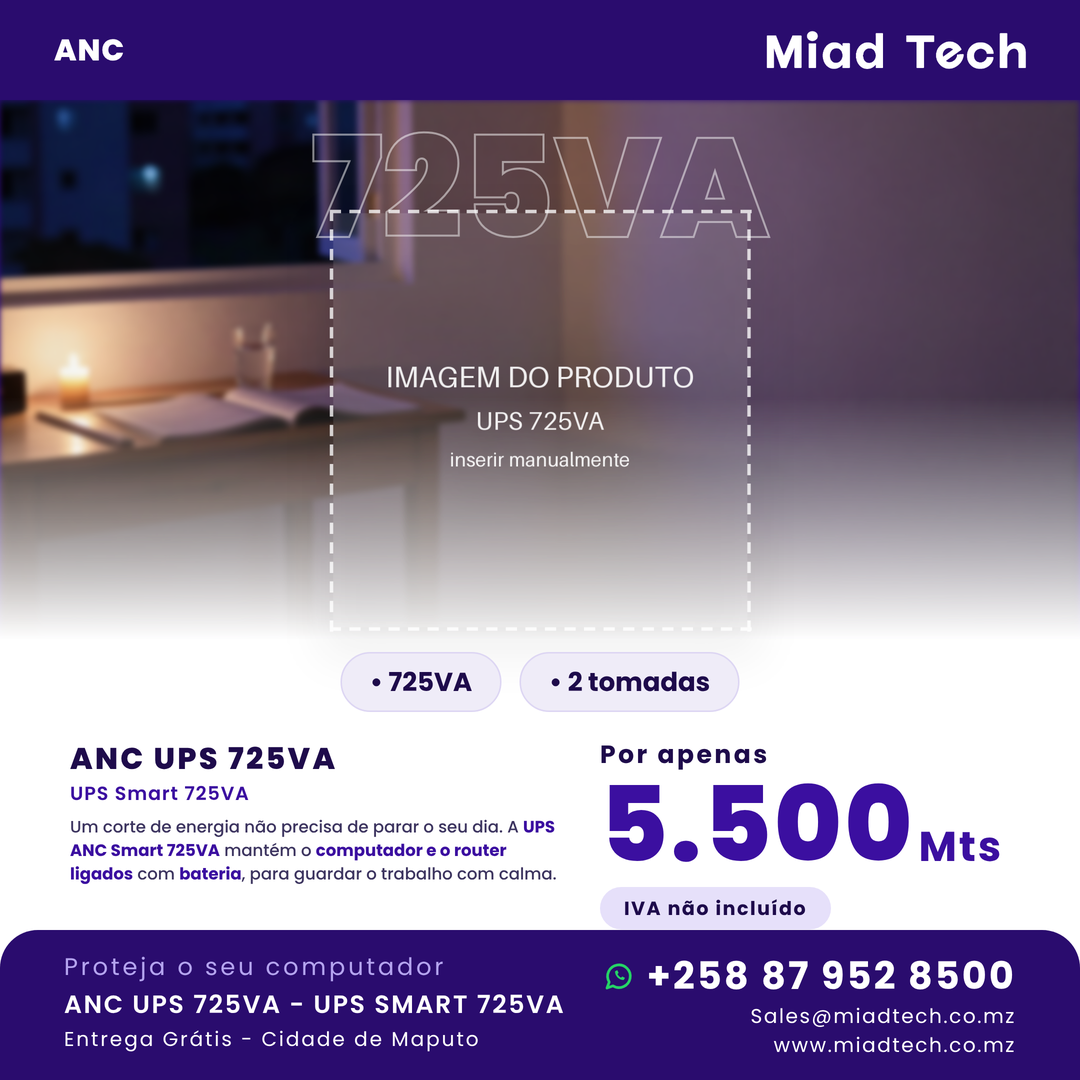 ANC
Miad Tech
725VA
IMAGEM DO PRODUTO
UPS 725VA
inserir manualmente
• 725VA
• 2 tomadas
ANC UPS 725VA
UPS Smart 725VA
Um corte de energia não precisa de parar o seu dia. A UPS
ANC Smart 725VA mantém o computador e o router
ligados com bateria, para guardar o trabalho com calma.
Por apenas
5.500 Mts
IVA não incluído
Proteja o seu computador
ANC UPS 725VA - UPS SMART 725VA
Entrega Grátis - Cidade de Maputo
+258 87 952 8500
Sales@miadtech.co.mz
www.miadtech.co.mz